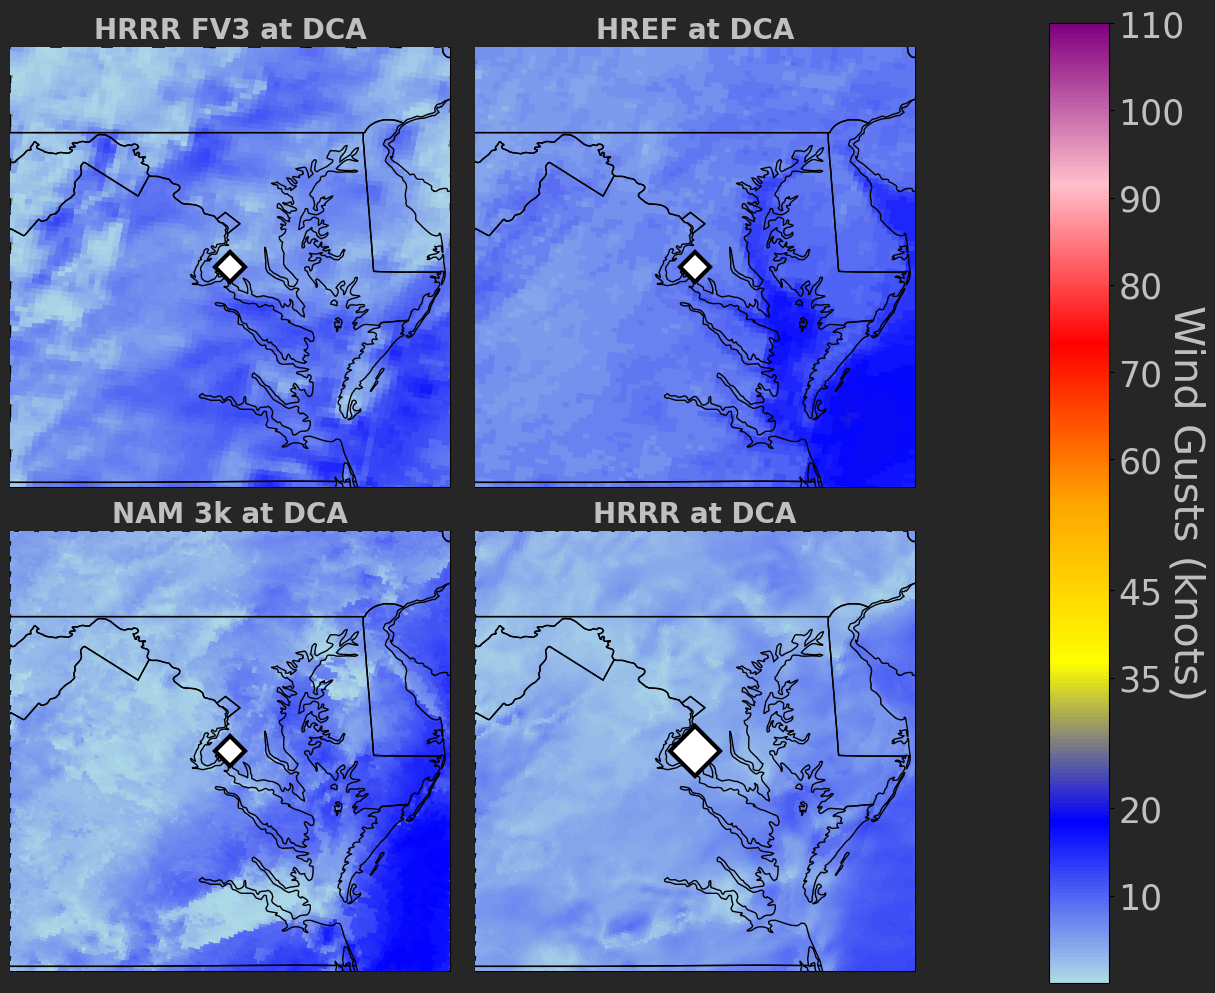 HRRR FV3 at DCA
HREF at DCA
NAM 3k at DCA
HRRR at DCA
110
100
90
80
70
60
45
35
20
10
Wind Gusts (knots)